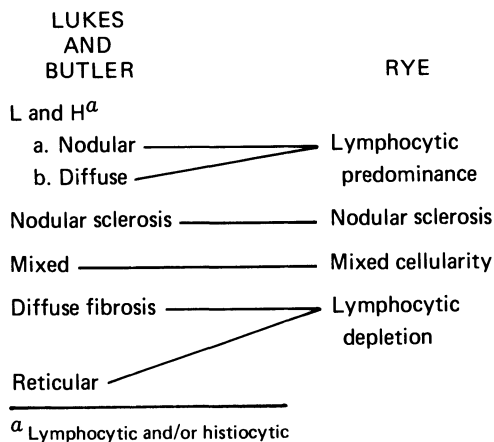 LUKES
AND
BUTLER RYE
L and Hᵃ
a. Nodular Lymphocytic
b. Diffuse predominance
Nodular sclerosis Nodular sclerosis
Mixed Mixed cellularity
Diffuse fibrosis Lymphocytic
depletion
Reticular
ᵃ Lymphocytic and/or histiocytic